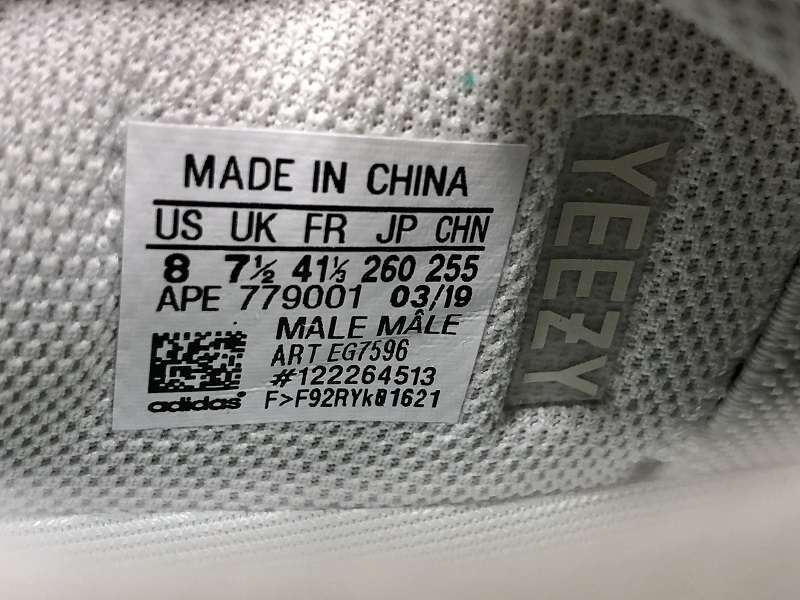 MADE IN CHINA
US UK FR JP CHN
8 7½ 41⅓ 260 255
APE 779001 03/19
MALE MÂLE
ART EG7596
#122264513
F>F92RYk01621
adidas
YEEZY